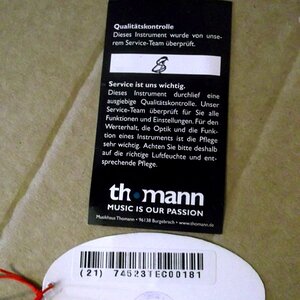 Qualitätskontrolle
Dieses Instrument wurde von unse-
rem Service-Team überprüft.
Service ist uns wichtig.
Dieses Instrument durchlief eine
ausgiebige Qualitätskontrolle. Unser
Service-Team überprüft für Sie alle
Funktionen und Einstellungen. Für den
Werterhalt, die Optik und die Funk-
tion eines Instruments ist die Pflege
sehr wichtig. Achten Sie bitte deshalb
auf die richtige Luftfeuchte und ent-
sprechende Pflege.
thomann
MUSIC IS OUR PASSION
Musikhaus Thomann • 96138 Burgebrach • www.thomann.de
(21) 74523TEC00181